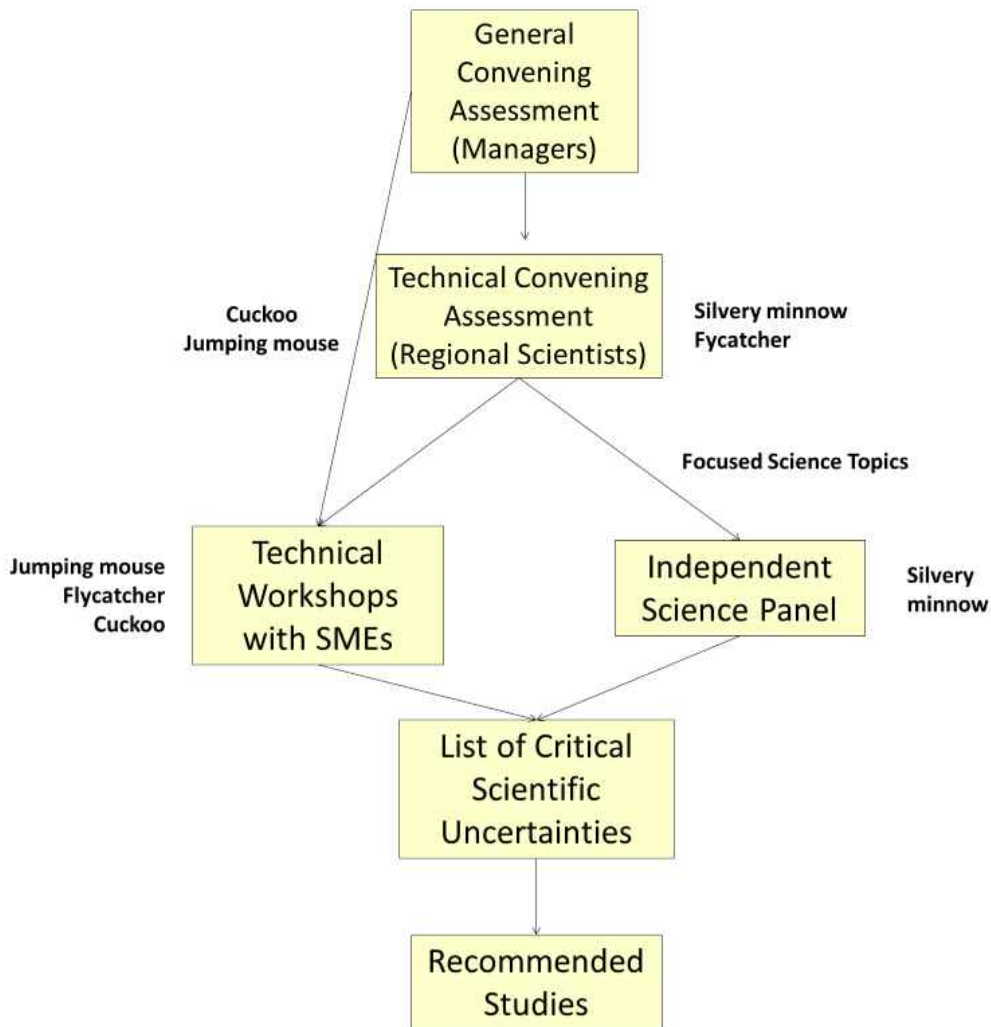 General
Convening
Assessment
(Managers)
Technical Convening
Assessment
(Regional Scientists)
Cuckoo
Jumping mouse
Silvery minnow
Fycatcher
Focused Science Topics
Technical
Workshops
with SMEs
Jumping mouse
Flycatcher
Cuckoo
Independent
Science Panel
Silvery
minnow
List of Critical
Scientific
Uncertainties
Recommended
Studies